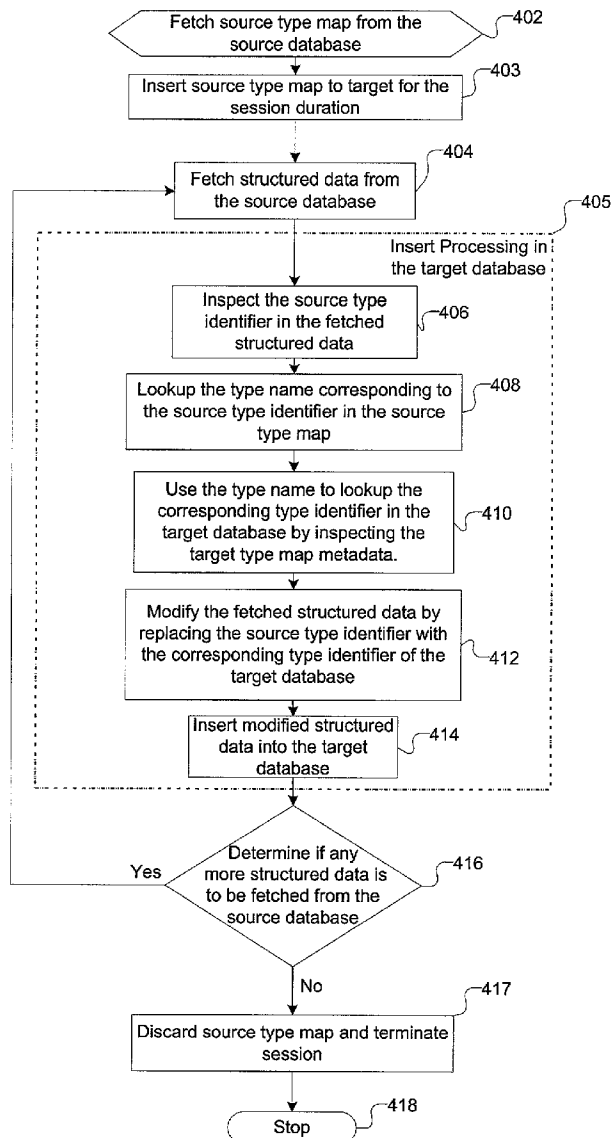 Fetch source type map from the
source database
402
403
Insert source type map to target for the
session duration
404
Fetch structured data from
the source database
405
Insert Processing in
the target database
Inspect the source type
identifier in the fetched
structured data
406
Lookup the type name corresponding to
the source type identifier in the source
type map
408
Use the type name to lookup the
corresponding type identifier in the
target database by inspecting the
target type map metadata.
410
Modify the fetched structured data by
replacing the source type identifier with
the corresponding type identifier of the
target database
412
Insert modified structured
data into the target
database
414
Yes
Determine if any
more structured data is
to be fetched from the
source database
416
No
417
Discard source type map and terminate
session
Stop
418